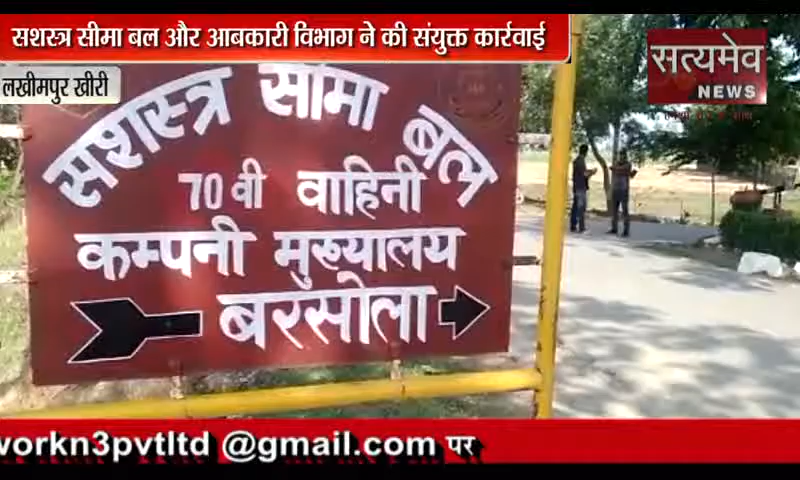 सशस्त्र सीमा बल और आबकारी विभाग ने की संयुक्त कार्रवाई
लखीमपुर खीरी
सत्यमेव
NEWS
सशस्त्र सीमा बल
70 वी वाहिनी
कम्पनी मुख्यालय
बरसोला
workn3pvtltd @gmail.com पर